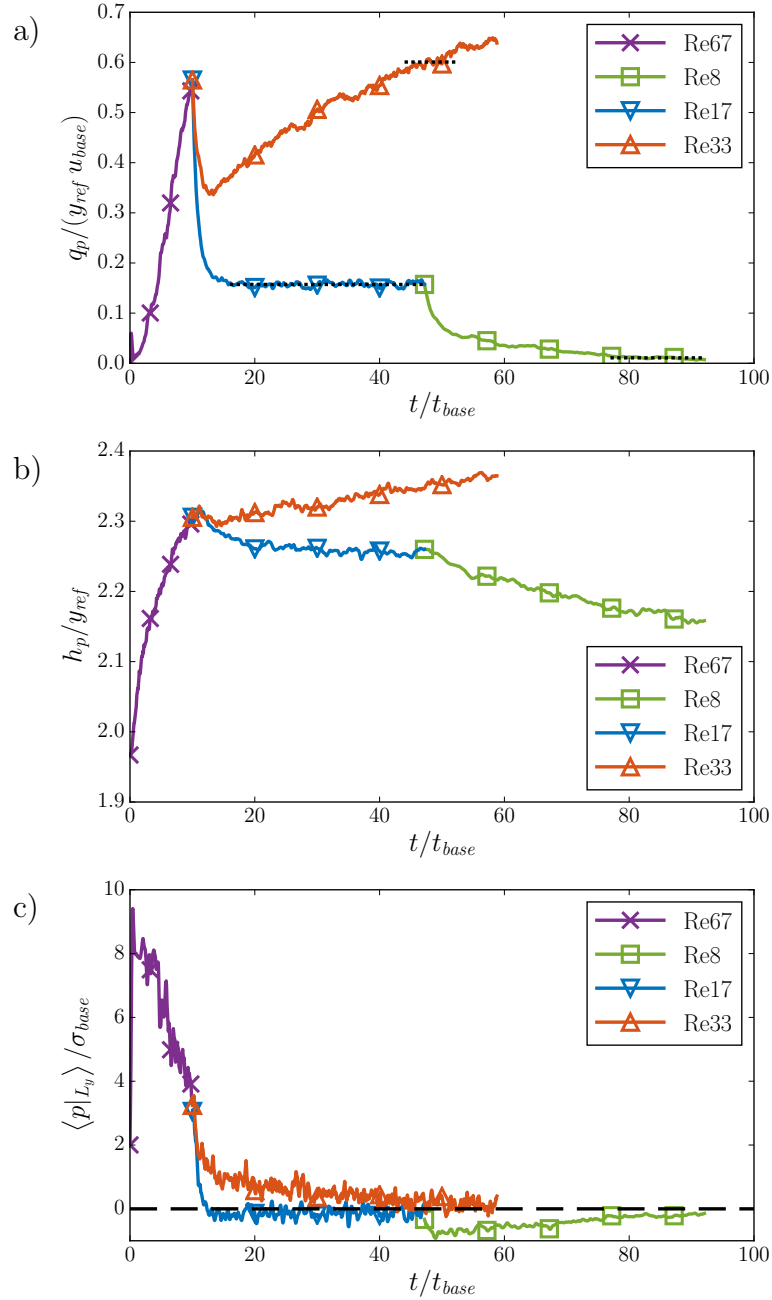 a)
0.7
0.6
0.5
0.4
0.3
0.2
0.1
0.0
q_p/(y_ref u_base)
Re67
Re8
Re17
Re33
0 20 40 60 80 100
t/t_base
b)
2.4
2.3
2.2
2.1
2.0
1.9
h_p/y_ref
Re67
Re8
Re17
Re33
0 20 40 60 80 100
t/t_base
c)
10
8
6
4
2
0
⟨p|_{L_y}⟩/σ_base
Re67
Re8
Re17
Re33
0 20 40 60 80 100
t/t_base